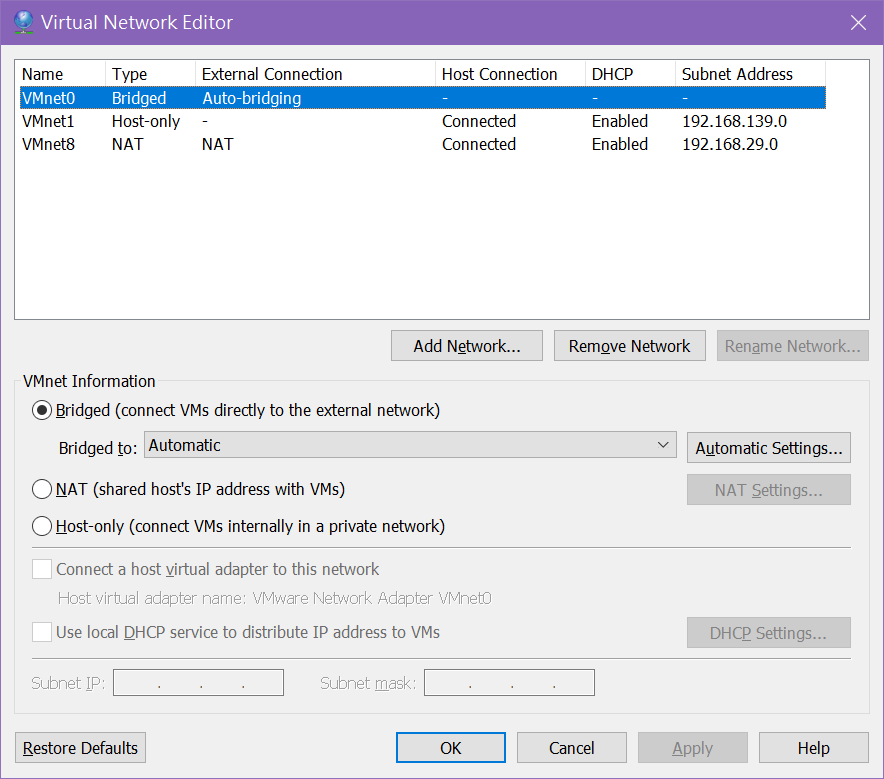 Virtual Network Editor
Name Type External Connection Host Connection DHCP Subnet Address
VMnet0 Bridged Auto-bridging - - -
VMnet1 Host-only - Connected Enabled 192.168.139.0
VMnet8 NAT NAT Connected Enabled 192.168.29.0
Add Network... Remove Network Rename Network...
VMnet Information
Bridged (connect VMs directly to the external network)
Bridged to: Automatic Automatic Settings...
NAT (shared host's IP address with VMs) NAT Settings...
Host-only (connect VMs internally in a private network)
Connect a host virtual adapter to this network
Host virtual adapter name: VMware Network Adapter VMnet0
Use local DHCP service to distribute IP address to VMs DHCP Settings...
Subnet IP: . . . Subnet mask: . . .
Restore Defaults OK Cancel Apply Help